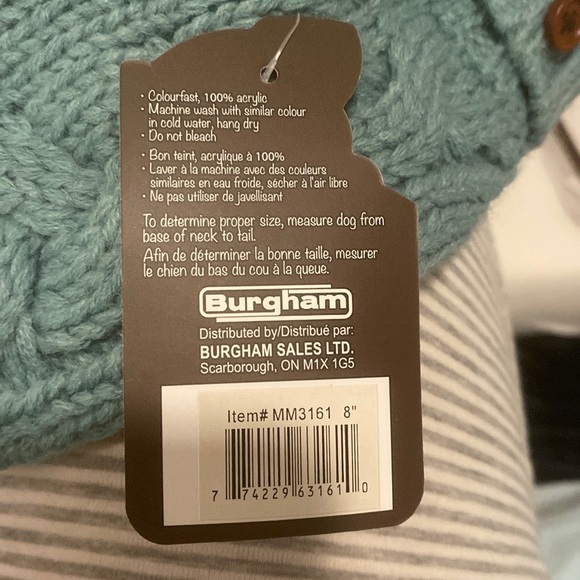 • Colourfast, 100% acrylic
• Machine wash with similar colour
in cold water, hang dry
• Do not bleach
• Bon teint, acrylique à 100%
• Laver à la machine avec des couleurs
similaires en eau froide, sécher à l'air libre
• Ne pas utiliser de javellisant
To determine proper size, measure dog from
base of neck to tail.
Afin de déterminer la bonne taille, mesurer
le chien du bas du cou à la queue.
Burgham
Distributed by/Distribué par:
BURGHAM SALES LTD.
Scarborough, ON M1X 1G5
Item# MM3161 8"
7 74229 63161 0